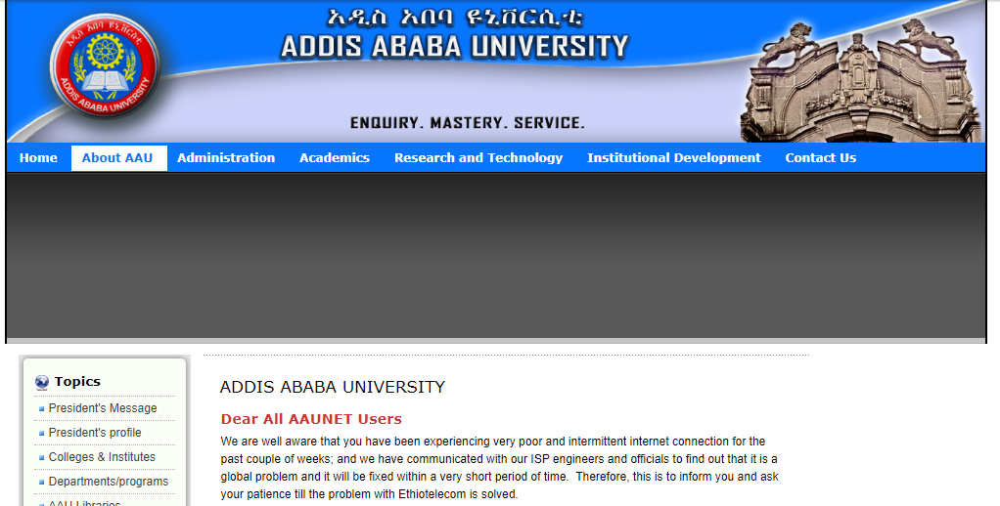 አዲስ አበባ ዩኒቨርሲቲ
ADDIS ABABA UNIVERSITY
አዲስ አበባ ዩኒቨርሲቲ
ADDIS ABABA UNIVERSITY
ENQUIRY. MASTERY. SERVICE.
Home About AAU Administration Academics Research and Technology Institutional Development Contact Us
Topics
President's Message
President's profile
Colleges & Institutes
Departments/programs
AAU Libraries
ADDIS ABABA UNIVERSITY
Dear All AAUNET Users
We are well aware that you have been experiencing very poor and intermittent internet connection for the
past couple of weeks; and we have communicated with our ISP engineers and officials to find out that it is a
global problem and it will be fixed within a very short period of time.  Therefore, this is to inform you and ask
your patience till the problem with Ethiotelecom is solved.